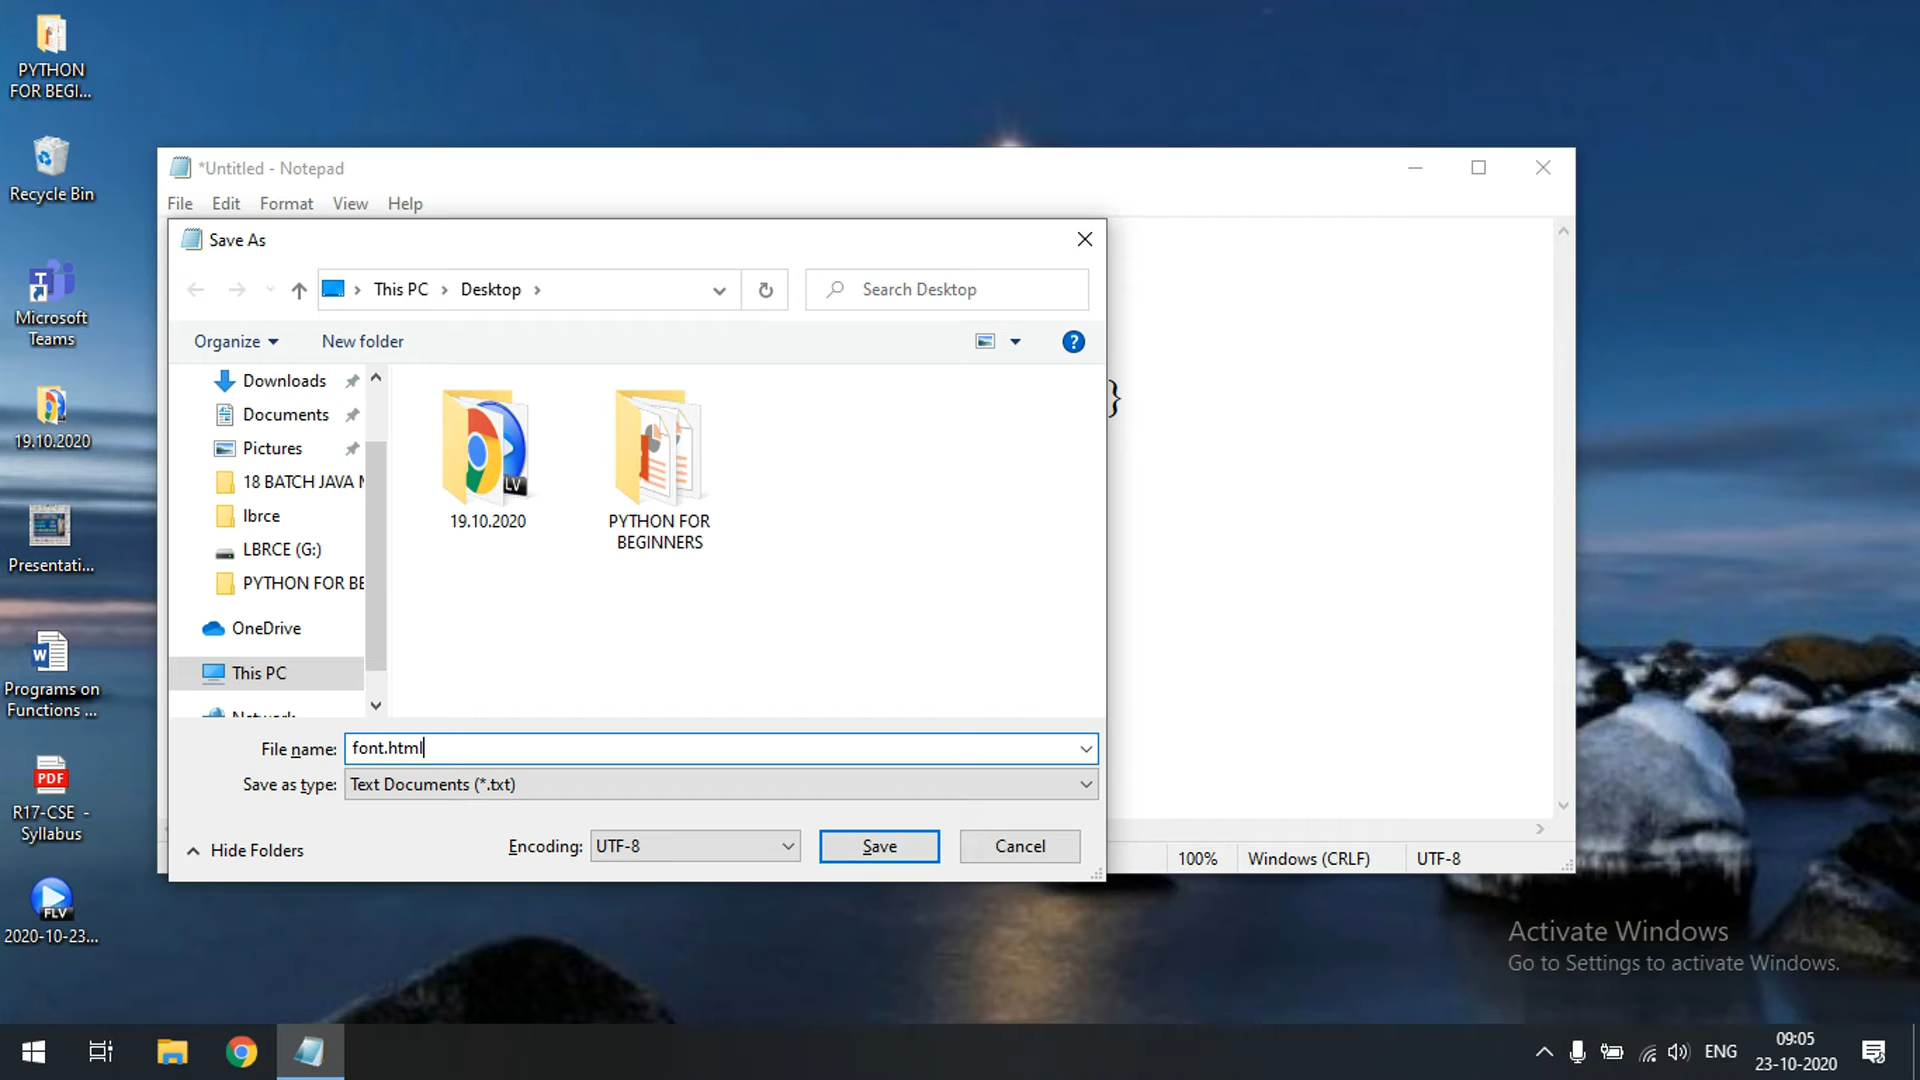 PYTHON
FOR BEGI...
Recycle Bin
Microsoft
Teams
19.10.2020
Presentati...
Programs on
Functions ...
PDF
R17-CSE -
Syllabus
FLV
2020-10-23...
*Untitled - Notepad
File Edit Format View Help
Save As
This PC Desktop
Search Desktop
Organize New folder
Downloads
Documents
Pictures
18 BATCH JAVA
lbrce
LBRCE (G:)
PYTHON FOR BE
OneDrive
This PC
LV
19.10.2020
PYTHON FOR
BEGINNERS
}
File name: font.html
Save as type: Text Documents (*.txt)
Hide Folders
Encoding: UTF-8 Save Cancel
100% Windows (CRLF) UTF-8
Activate Windows
Go to Settings to activate Windows.
ENG
09:05
23-10-2020